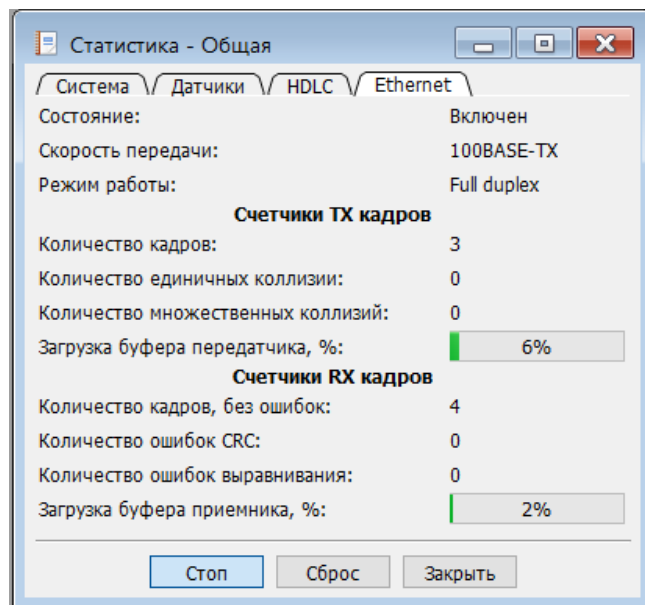 Статистика - Общая
Система Датчики HDLC Ethernet
Состояние: Включен
Скорость передачи: 100BASE-TX
Режим работы: Full duplex
Счетчики TX кадров
Количество кадров: 3
Количество единичных коллизии: 0
Количество множественных коллизий: 0
Загрузка буфера передатчика, %: 6%
Счетчики RX кадров
Количество кадров, без ошибок: 4
Количество ошибок CRC: 0
Количество ошибок выравнивания: 0
Загрузка буфера приемника, %: 2%
Стоп Сброс Закрыть